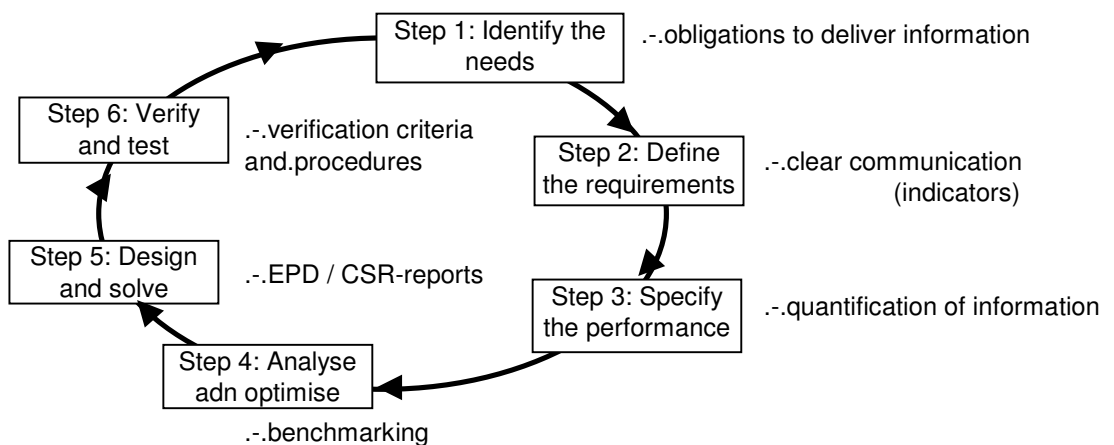 Step 1: Identify the
needs
.-.obligations to deliver information
Step 6: Verify
and test
.-.verification criteria
and.procedures
Step 2: Define
the requirements
.-.clear communication
(indicators)
Step 5: Design
and solve
.-.EPD / CSR-reports
Step 3: Specify
the performance
.-.quantification of information
Step 4: Analyse
adn optimise
.-.benchmarking